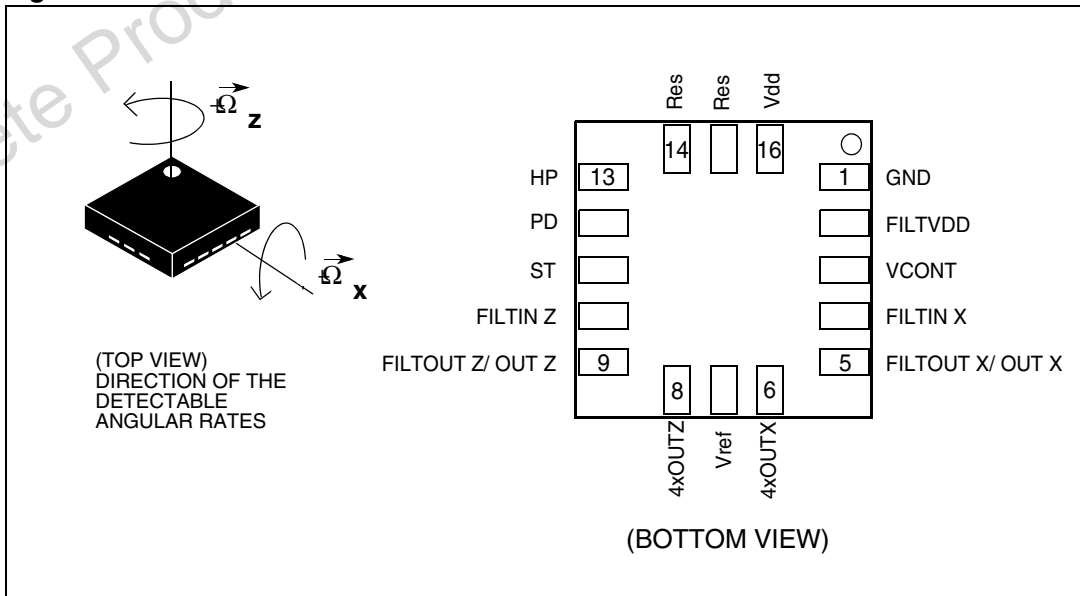 +Ω Z
+Ω X
(TOP VIEW)
DIRECTION OF THE
DETECTABLE
ANGULAR RATES
Res
Res
Vdd
14
16
HP
13
1
GND
PD
FILTVDD
ST
VCONT
FILTIN Z
FILTIN X
FILTOUT Z/ OUT Z
9
5
FILTOUT X/ OUT X
8
6
4xOUTZ
Vref
4xOUTX
(BOTTOM VIEW)